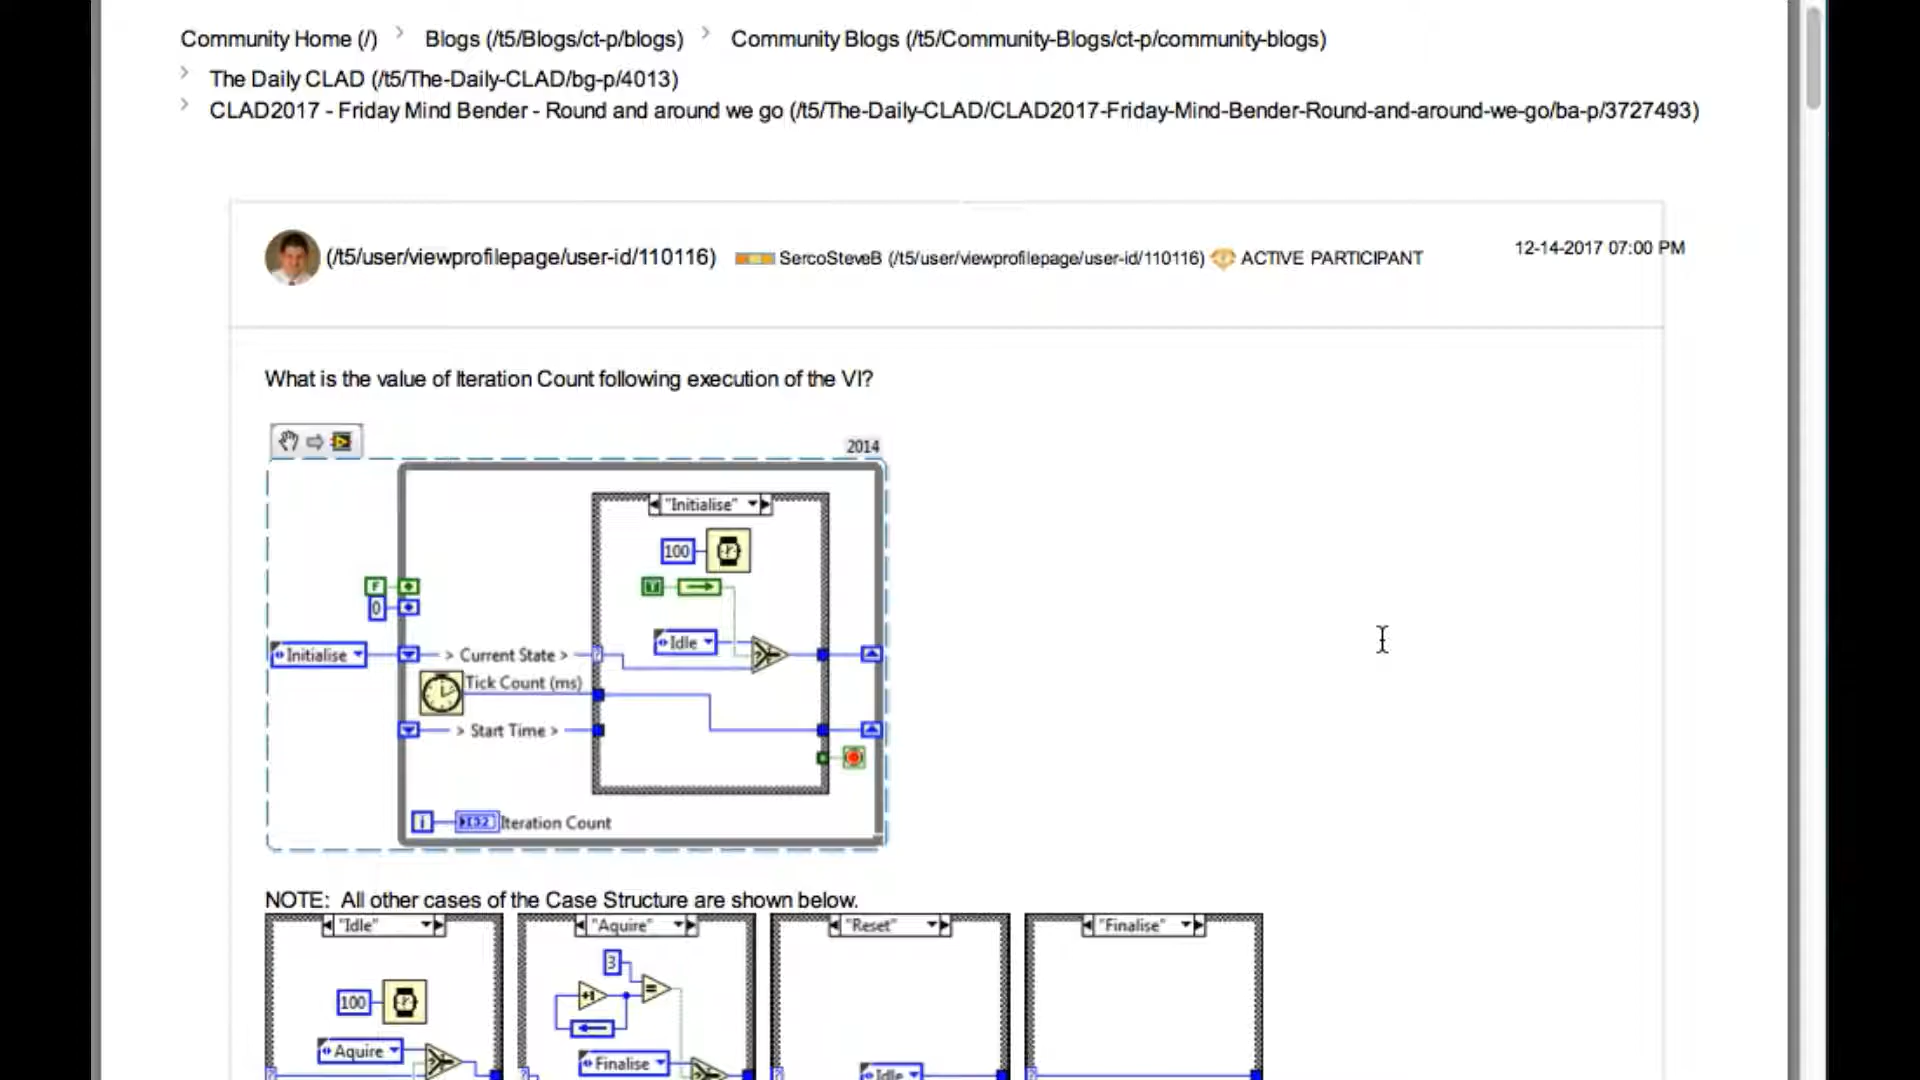 Community Home (/) > Blogs (/t5/Blogs/ct-p/blogs) > Community Blogs (/t5/Community-Blogs/ct-p/community-blogs)
> The Daily CLAD (/t5/The-Daily-CLAD/bg-p/4013)
> CLAD2017 - Friday Mind Bender - Round and around we go (/t5/The-Daily-CLAD/CLAD2017-Friday-Mind-Bender-Round-and-around-we-go/ba-p/3727493)
(/t5/user/viewprofilepage/user-id/110116) SercoSteveB (/t5/user/viewprofilepage/user-id/110116) ACTIVE PARTICIPANT 12-14-2017 07:00 PM
What is the value of Iteration Count following execution of the VI?
2014
"Initialise"
100
F
T
0
Idle
Initialise
> Current State >
Tick Count (ms)
> Start Time >
i
I32
Iteration Count
NOTE: All other cases of the Case Structure are shown below.
"Idle" "Aquire" "Reset" "Finalise"
3
+1 =
100
Aquire
Finalise
Idle